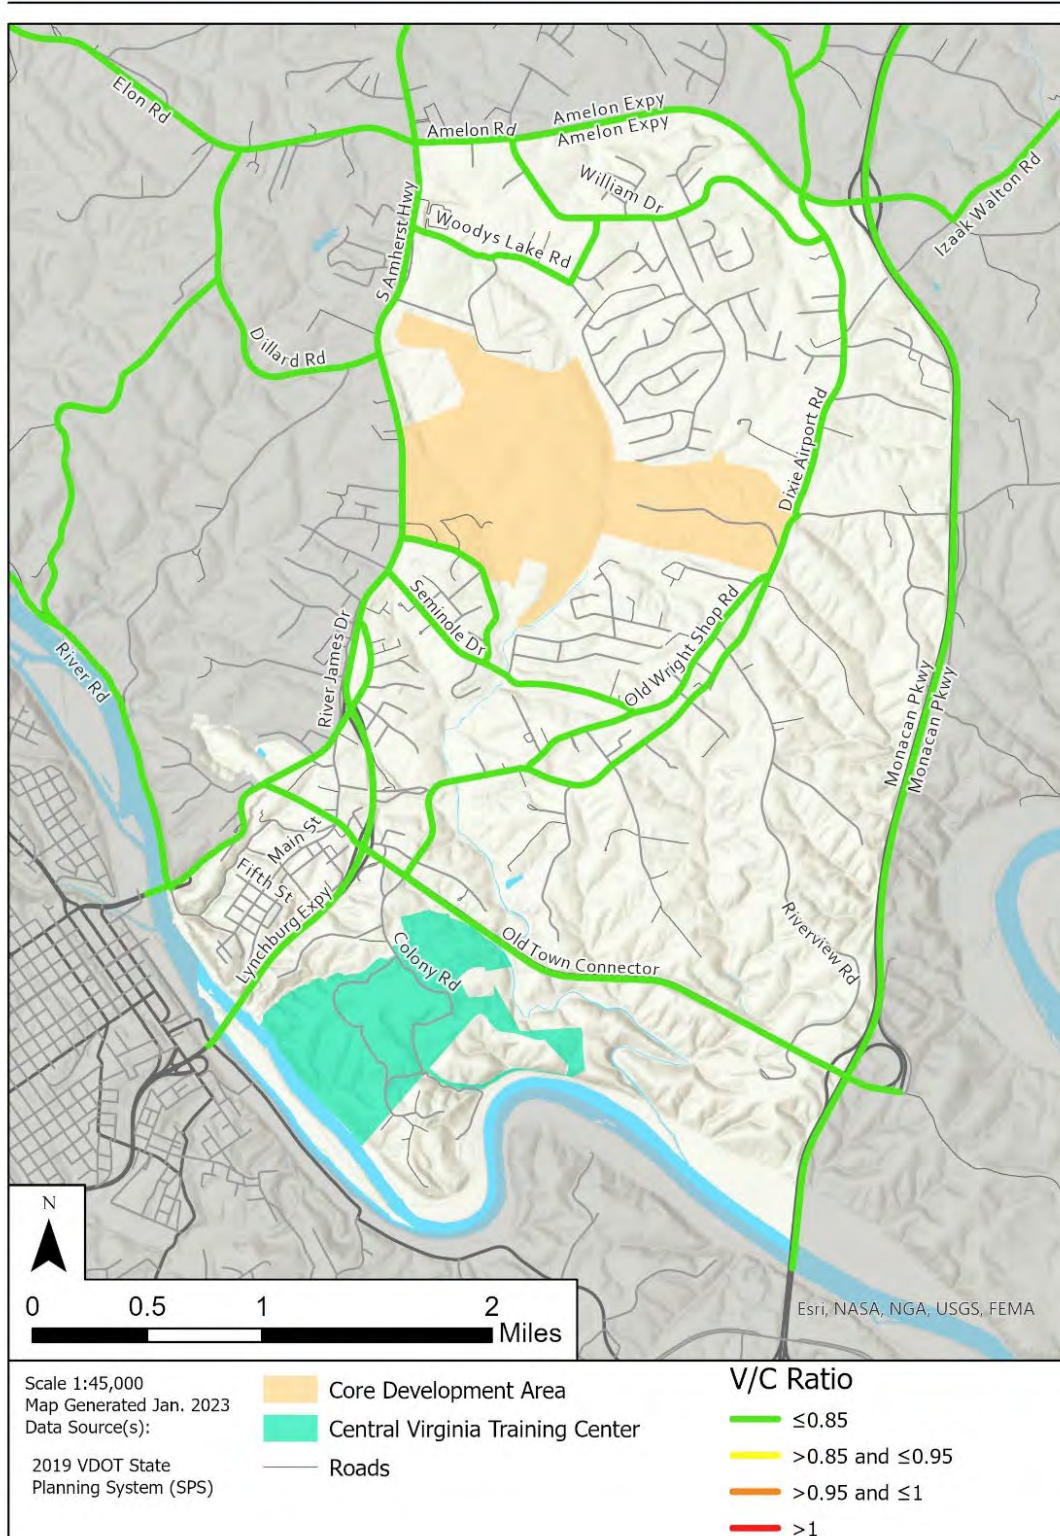 Elon Rd
Amelon Expy
Amelon Rd
Amelon Expy
William Dr
Izaak Walton Rd
S Amherst Hwy
Woodys Lake Rd
Dillard Rd
Dixie Airport Rd
Seminole Dr
Old Wright Shop Rd
River James Dr
River Rd
Monacan Pkwy
Monacan Pkwy
Main St
Fifth St
Lynchburg Expy
Colony Rd
Old Town Connector
Riverview Rd
N
0 0.5 1 2
Miles
Esri, NASA, NGA, USGS, FEMA
Scale 1:45,000
Map Generated Jan. 2023
Data Source(s):
2019 VDOT State
Planning System (SPS)
Core Development Area
Central Virginia Training Center
Roads
V/C Ratio
≤0.85
>0.85 and ≤0.95
>0.95 and ≤1
>1